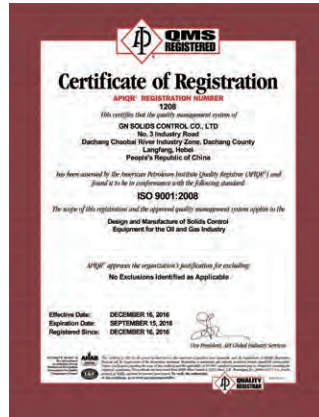 QMS
REGISTERED
Certificate of Registration
APIQR® REGISTRATION NUMBER
1208
This certifies that the quality management system of
GN SOLIDS CONTROL CO., LTD
No. 3 Industry Road
Dachang Chaobai River Industry Zone, Dachang County
Langfang, Hebei
People's Republic of China
has been assessed by the American Petroleum Institute Quality Registrar (APIQR®) and
found it to be in conformance with the following standard:
ISO 9001:2008
The scope of this registration and the approved quality management system applies to the
Design and Manufacture of Solids Control
Equipment for the Oil and Gas Industry
APIQR® approves the organization's justification for excluding:
No Exclusions Identified as Applicable
Effective Date: DECEMBER 16, 2016
Expiration Date: SEPTEMBER 15, 2018
Registered Since: DECEMBER 16, 2016
Vice President, API Global Industry Services
QUALITY
REGISTRAR